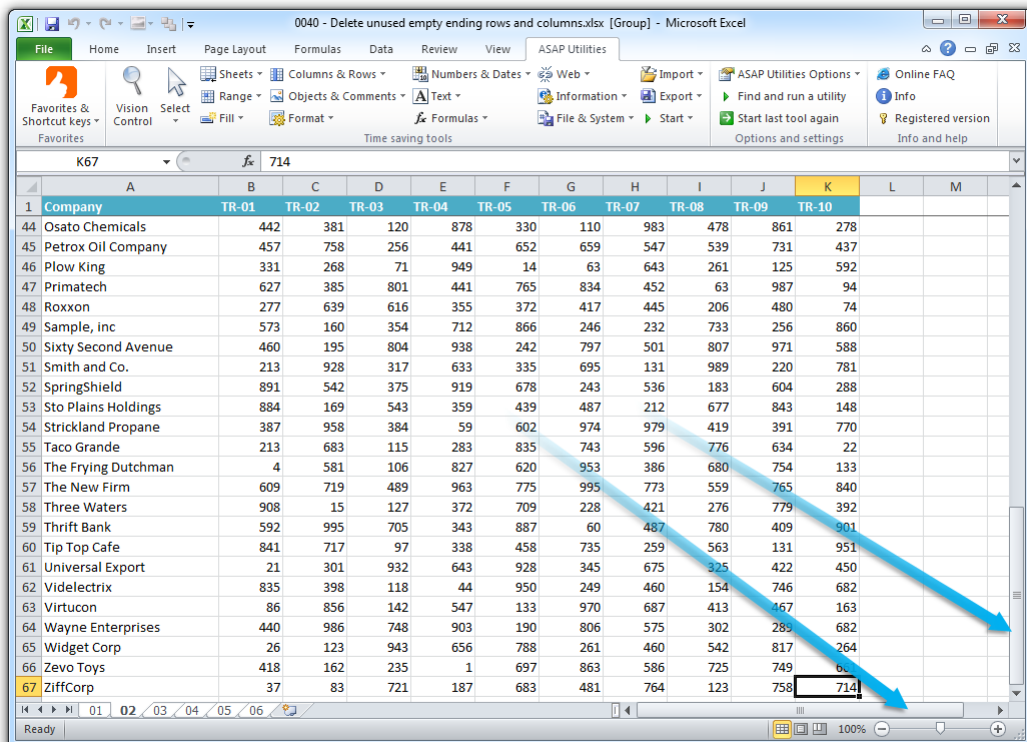 0040 - Delete unused empty ending rows and columns.xlsx [Group] - Microsoft Excel
File Home Insert Page Layout Formulas Data Review View ASAP Utilities
Favorites & Shortcut keys
Vision Control
Select
Sheets Columns & Rows Numbers & Dates Web Import ASAP Utilities Options Online FAQ
Range Objects & Comments Text Information Export Find and run a utility Info
Fill Format Formulas File & System Start Start last tool again Registered version
Favorites Time saving tools Options and settings Info and help
K67 fx 714
A B C D E F G H I J K L M
1 Company TR-01 TR-02 TR-03 TR-04 TR-05 TR-06 TR-07 TR-08 TR-09 TR-10
44 Osato Chemicals 442 381 120 878 330 110 983 478 861 278
45 Petrox Oil Company 457 758 256 441 652 659 547 539 731 437
46 Plow King 331 268 71 949 14 63 643 261 125 592
47 Primatech 627 385 801 441 765 834 452 63 987 94
48 Roxxon 277 639 616 355 372 417 445 206 480 74
49 Sample, inc 573 160 354 712 866 246 232 733 256 860
50 Sixty Second Avenue 460 195 804 938 242 797 501 807 971 588
51 Smith and Co. 213 928 317 633 335 695 131 989 220 781
52 SpringShield 891 542 375 919 678 243 536 183 604 288
53 Sto Plains Holdings 884 169 543 359 439 487 212 677 843 148
54 Strickland Propane 387 958 384 59 602 974 979 419 391 770
55 Taco Grande 213 683 115 283 835 743 596 776 634 22
56 The Frying Dutchman 4 581 106 827 620 953 386 680 754 133
57 The New Firm 609 719 489 963 775 995 773 559 765 840
58 Three Waters 908 15 127 372 709 228 421 276 779 392
59 Thrift Bank 592 995 705 343 887 60 487 780 409 901
60 Tip Top Cafe 841 717 97 338 458 735 259 563 131 951
61 Universal Export 21 301 932 643 928 345 675 325 422 450
62 Videlectrix 835 398 118 44 950 249 460 154 746 682
63 Virtucon 86 856 142 547 133 970 687 413 467 163
64 Wayne Enterprises 440 986 748 903 190 806 575 302 289 682
65 Widget Corp 26 123 943 656 788 261 460 542 817 264
66 Zevo Toys 418 162 235 1 697 863 586 725 749
67 ZiffCorp 37 83 721 187 683 481 764 123 758 714
01 02 03 04 05 06
Ready 100%